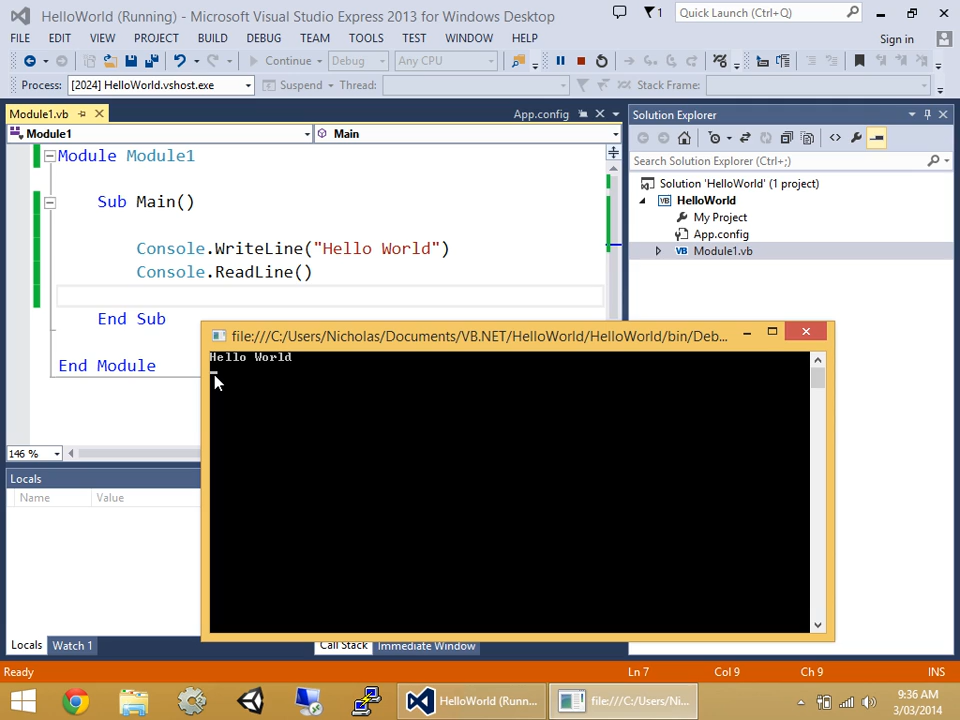 HelloWorld (Running) - Microsoft Visual Studio Express 2013 for Windows Desktop
1
Quick Launch (Ctrl+Q)
FILE EDIT VIEW PROJECT BUILD DEBUG TEAM TOOLS TEST WINDOW HELP
Sign in
Continue Debug Any CPU
Process: [2024] HelloWorld.vshost.exe Suspend Thread: Stack Frame:
Module1.vb App.config
Solution Explorer
Module1 Main
Search Solution Explorer (Ctrl+;)
Module Module1
Sub Main()
Console.WriteLine("Hello World")
Console.ReadLine()
End Sub
End Module
Solution 'HelloWorld' (1 project)
VB HelloWorld
My Project
App.config
VB Module1.vb
file:///C:/Users/Nicholas/Documents/VB.NET/HelloWorld/HelloWorld/bin/Deb...
Hello World
146 %
Locals
Name Value
Locals Watch 1
Call Stack Immediate Window
Ready Ln 7 Col 9 Ch 9 INS
HelloWorld (Runn... file:///C:/Users/Ni...
9:36 AM
3/03/2014